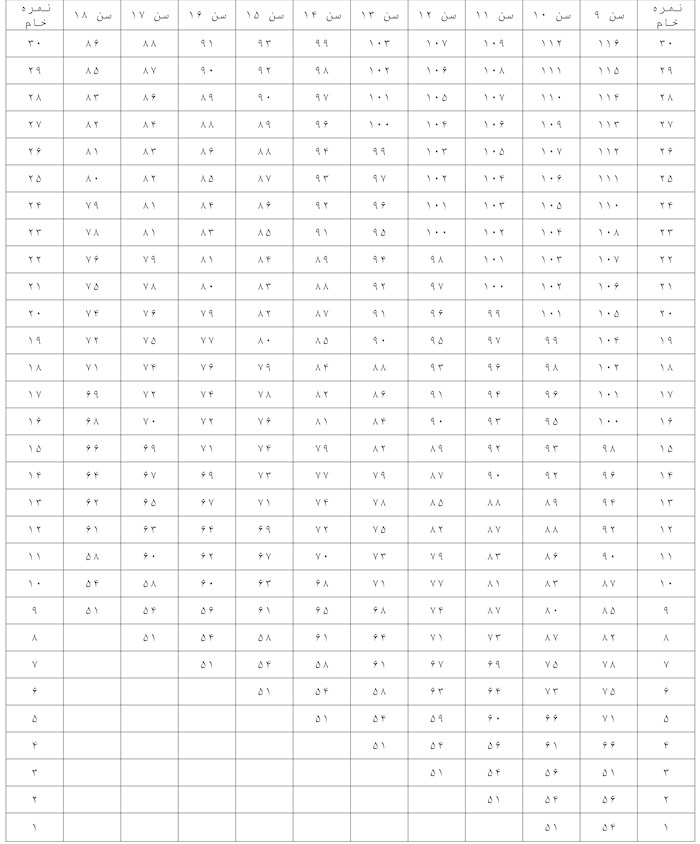 نمره خام سن ۹ سن ۱۰ سن ۱۱ سن ۱۲ سن ۱۳ سن ۱۴ سن ۱۵ سن ۱۶ سن ۱۷ سن ۱۸ نمره خام
۳۰ ۱۱۶ ۱۱۲ ۱۰۹ ۱۰۷ ۱۰۳ ۹۹ ۹۳ ۹۱ ۸۸ ۸۶ ۳۰
۲۹ ۱۱۵ ۱۱۱ ۱۰۸ ۱۰۶ ۱۰۲ ۹۸ ۹۲ ۹۰ ۸۷ ۸۵ ۲۹
۲۸ ۱۱۴ ۱۱۰ ۱۰۷ ۱۰۵ ۱۰۱ ۹۷ ۹۰ ۸۹ ۸۶ ۸۳ ۲۸
۲۷ ۱۱۳ ۱۰۹ ۱۰۶ ۱۰۴ ۱۰۰ ۹۶ ۸۹ ۸۸ ۸۴ ۸۲ ۲۷
۲۶ ۱۱۲ ۱۰۷ ۱۰۵ ۱۰۳ ۹۹ ۹۴ ۸۸ ۸۶ ۸۳ ۸۱ ۲۶
۲۵ ۱۱۱ ۱۰۶ ۱۰۴ ۱۰۲ ۹۷ ۹۳ ۸۷ ۸۵ ۸۲ ۸۰ ۲۵
۲۴ ۱۱۰ ۱۰۵ ۱۰۳ ۱۰۱ ۹۶ ۹۲ ۸۶ ۸۴ ۸۱ ۷۹ ۲۴
۲۳ ۱۰۸ ۱۰۴ ۱۰۲ ۱۰۰ ۹۵ ۹۱ ۸۵ ۸۳ ۸۱ ۷۸ ۲۳
۲۲ ۱۰۷ ۱۰۳ ۱۰۱ ۹۸ ۹۴ ۸۹ ۸۴ ۸۱ ۷۹ ۷۶ ۲۲
۲۱ ۱۰۶ ۱۰۲ ۱۰۰ ۹۷ ۹۲ ۸۸ ۸۳ ۸۰ ۷۸ ۷۵ ۲۱
۲۰ ۱۰۵ ۱۰۱ ۹۹ ۹۶ ۹۱ ۸۷ ۸۲ ۷۹ ۷۶ ۷۴ ۲۰
۱۹ ۱۰۴ ۹۹ ۹۷ ۹۵ ۹۰ ۸۵ ۸۰ ۷۷ ۷۵ ۷۲ ۱۹
۱۸ ۱۰۲ ۹۸ ۹۶ ۹۳ ۸۸ ۸۴ ۷۹ ۷۶ ۷۴ ۷۱ ۱۸
۱۷ ۱۰۱ ۹۶ ۹۴ ۹۱ ۸۶ ۸۲ ۷۸ ۷۴ ۷۲ ۶۹ ۱۷
۱۶ ۱۰۰ ۹۵ ۹۳ ۹۰ ۸۴ ۸۱ ۷۶ ۷۲ ۷۰ ۶۸ ۱۶
۱۵ ۹۸ ۹۳ ۹۲ ۸۹ ۸۲ ۷۹ ۷۴ ۷۱ ۶۹ ۶۶ ۱۵
۱۴ ۹۶ ۹۲ ۹۰ ۸۷ ۷۹ ۷۷ ۷۳ ۶۹ ۶۷ ۶۴ ۱۴
۱۳ ۹۴ ۸۹ ۸۸ ۸۵ ۷۸ ۷۴ ۷۱ ۶۷ ۶۵ ۶۲ ۱۳
۱۲ ۹۲ ۸۸ ۸۷ ۸۲ ۷۵ ۷۲ ۶۹ ۶۴ ۶۳ ۶۱ ۱۲
۱۱ ۹۰ ۸۶ ۸۳ ۷۹ ۷۳ ۷۰ ۶۷ ۶۲ ۶۰ ۵۸ ۱۱
۱۰ ۸۷ ۸۳ ۸۱ ۷۷ ۷۱ ۶۸ ۶۳ ۶۰ ۵۸ ۵۴ ۱۰
۹ ۸۵ ۸۰ ۸۷ ۷۴ ۶۸ ۶۵ ۶۱ ۵۶ ۵۴ ۵۱ ۹
۸ ۸۲ ۸۷ ۷۳ ۷۱ ۶۴ ۶۱ ۵۸ ۵۴ ۵۱ ۸
۷ ۷۸ ۷۵ ۶۹ ۶۷ ۶۱ ۵۸ ۵۴ ۵۱ ۷
۶ ۷۵ ۷۳ ۶۴ ۶۳ ۵۸ ۵۴ ۵۱ ۶
۵ ۷۱ ۶۶ ۶۰ ۵۹ ۵۴ ۵۱ ۵
۴ ۶۶ ۶۱ ۵۶ ۵۴ ۵۱ ۴
۳ ۵۱ ۵۶ ۵۴ ۵۱ ۳
۲ ۵۶ ۵۴ ۵۱ ۲
۱ ۵۴ ۵۱ ۱